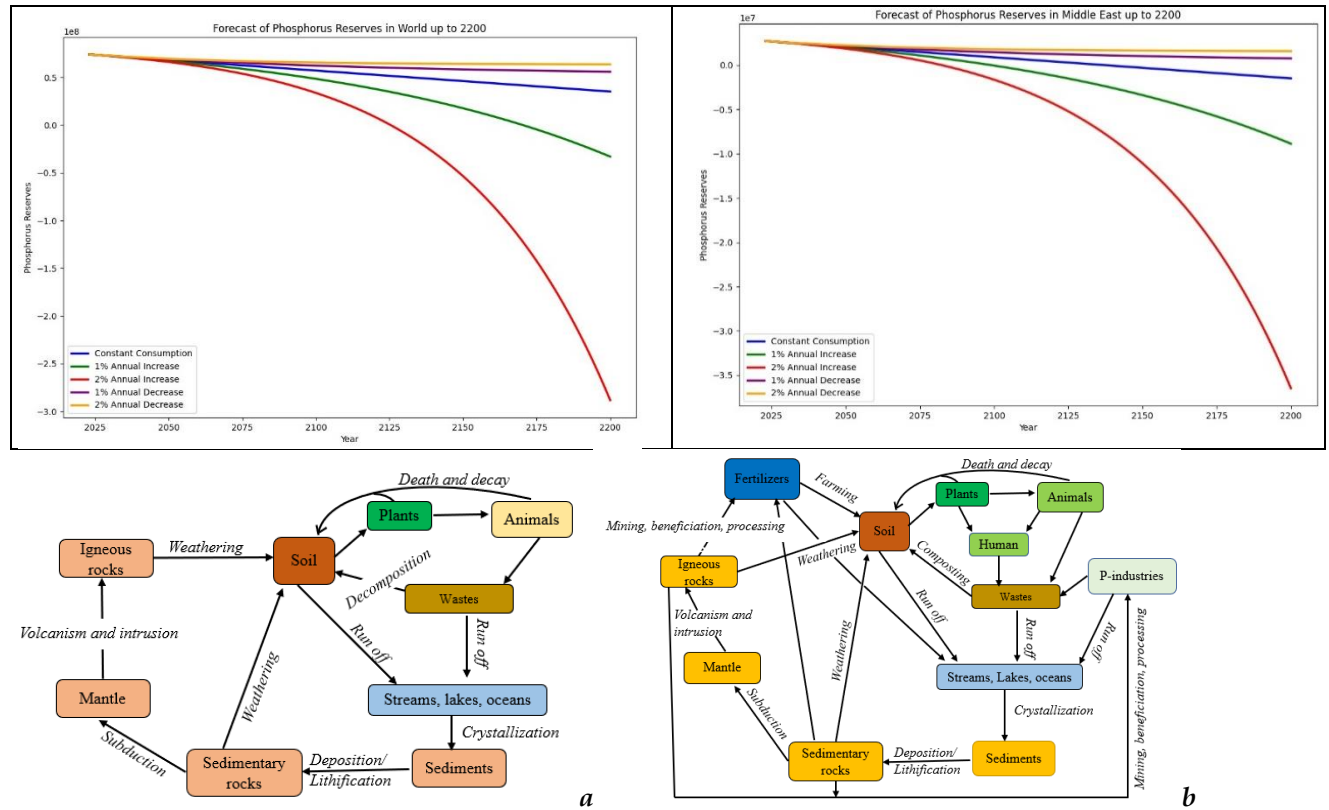 Forecast of Phosphorus Reserves in World up to 2200
1e8
0.5
0.0
−0.5
−1.0
−1.5
−2.0
−2.5
−3.0
Phosphorus Reserves
Constant Consumption
1% Annual Increase
2% Annual Increase
1% Annual Decrease
2% Annual Decrease
2025 2050 2075 2100 2125 2150 2175 2200
Year
Forecast of Phosphorus Reserves in Middle East up to 2200
1e7
0.0
−0.5
−1.0
−1.5
−2.0
−2.5
−3.0
−3.5
Phosphorus Reserves
Constant Consumption
1% Annual Increase
2% Annual Increase
1% Annual Decrease
2% Annual Decrease
2025 2050 2075 2100 2125 2150 2175 2200
Year
Death and decay
Plants
Animals
Igneous
rocks
Weathering
Soil
Decomposition
Wastes
Volcanism and intrusion
Run off
Run off
Weathering
Mantle
Streams, lakes, oceans
Subduction
Crystallization
Sedimentary
rocks
Deposition/
Lithification
Sediments
a
Fertilizers
Farming
Death and decay
Plants
Animals
Mining, beneficiation, processing
Soil
Human
Igneous
rocks
Weathering
Composting
P-industries
Wastes
Volcanism and
intrusion
Run off
Run off
Run off
Mantle
Weathering
Streams, Lakes, oceans
Subduction
Crystallization
Mining, beneficiation, processing
Sedimentary
rocks
Deposition/
Lithification
Sediments
b